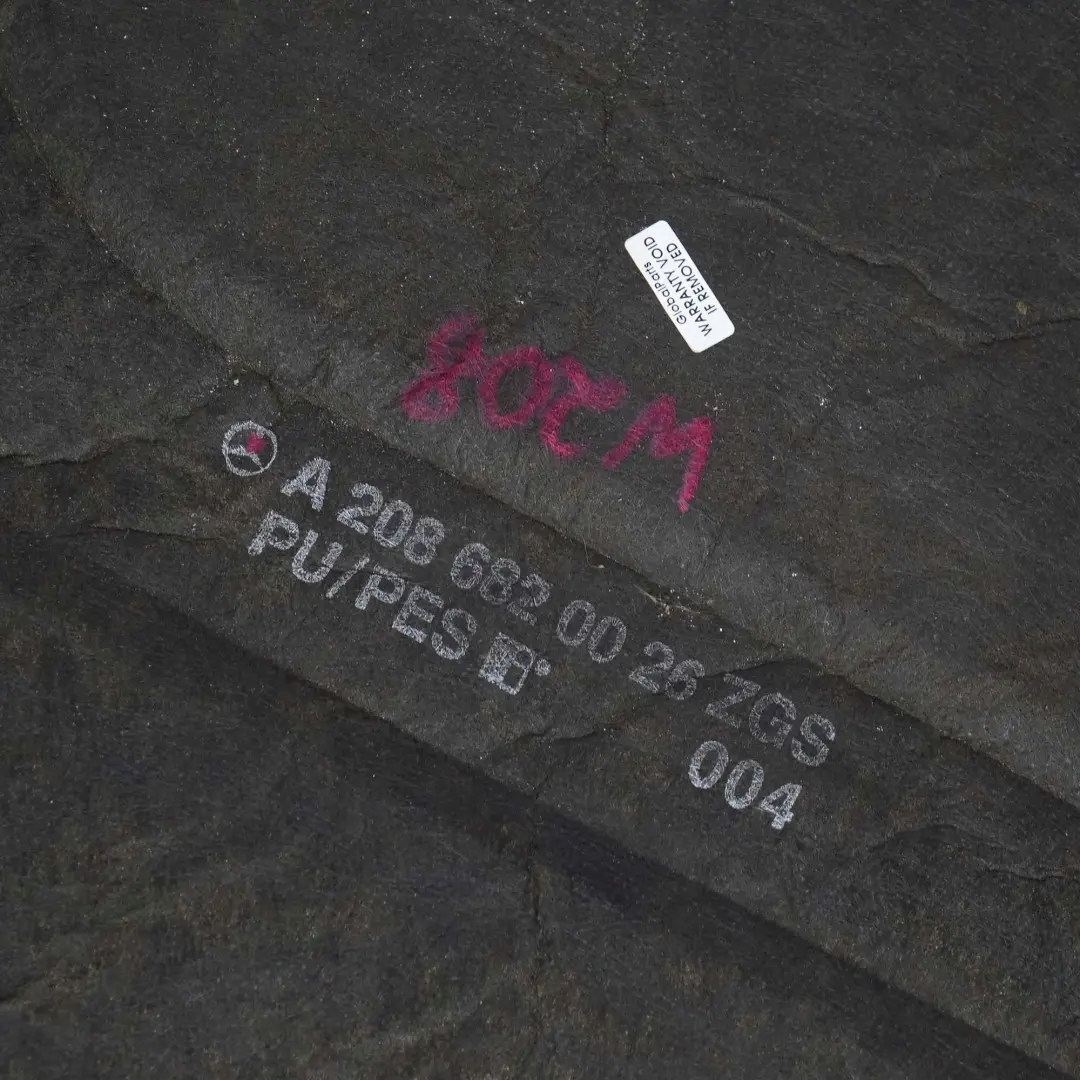 GlobalParts
WARRANTY VOID
IF REMOVED
W208
A 208 682 00 26 ZGS
PU/PES
004